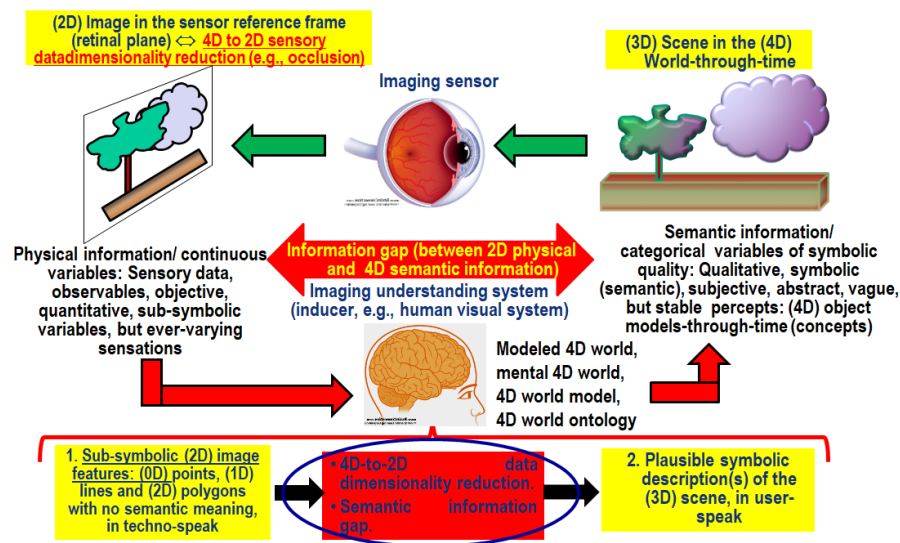 (2D) Image in the sensor reference frame
(retinal plane) ⇔ 4D to 2D sensory
datadimensionality reduction (e.g., occlusion)
(3D) Scene in the (4D)
World-through-time
Imaging sensor
Physical information/ continuous
variables: Sensory data,
observables, objective,
quantitative, sub-symbolic
variables, but ever-varying
sensations
Information gap (between 2D physical
and 4D semantic information)
Imaging understanding system
(inducer, e.g., human visual system)
Semantic information/
categorical variables of symbolic
quality: Qualitative, symbolic
(semantic), subjective, abstract, vague,
but stable percepts: (4D) object
models-through-time (concepts)
Modeled 4D world,
mental 4D world,
4D world model,
4D world ontology
1. Sub-symbolic (2D) image
features: (0D) points, (1D)
lines and (2D) polygons
with no semantic meaning,
in techno-speak
• 4D-to-2D data
dimensionality reduction.
• Semantic information
gap.
2. Plausible symbolic
description(s) of the
(3D) scene, in user-
speak